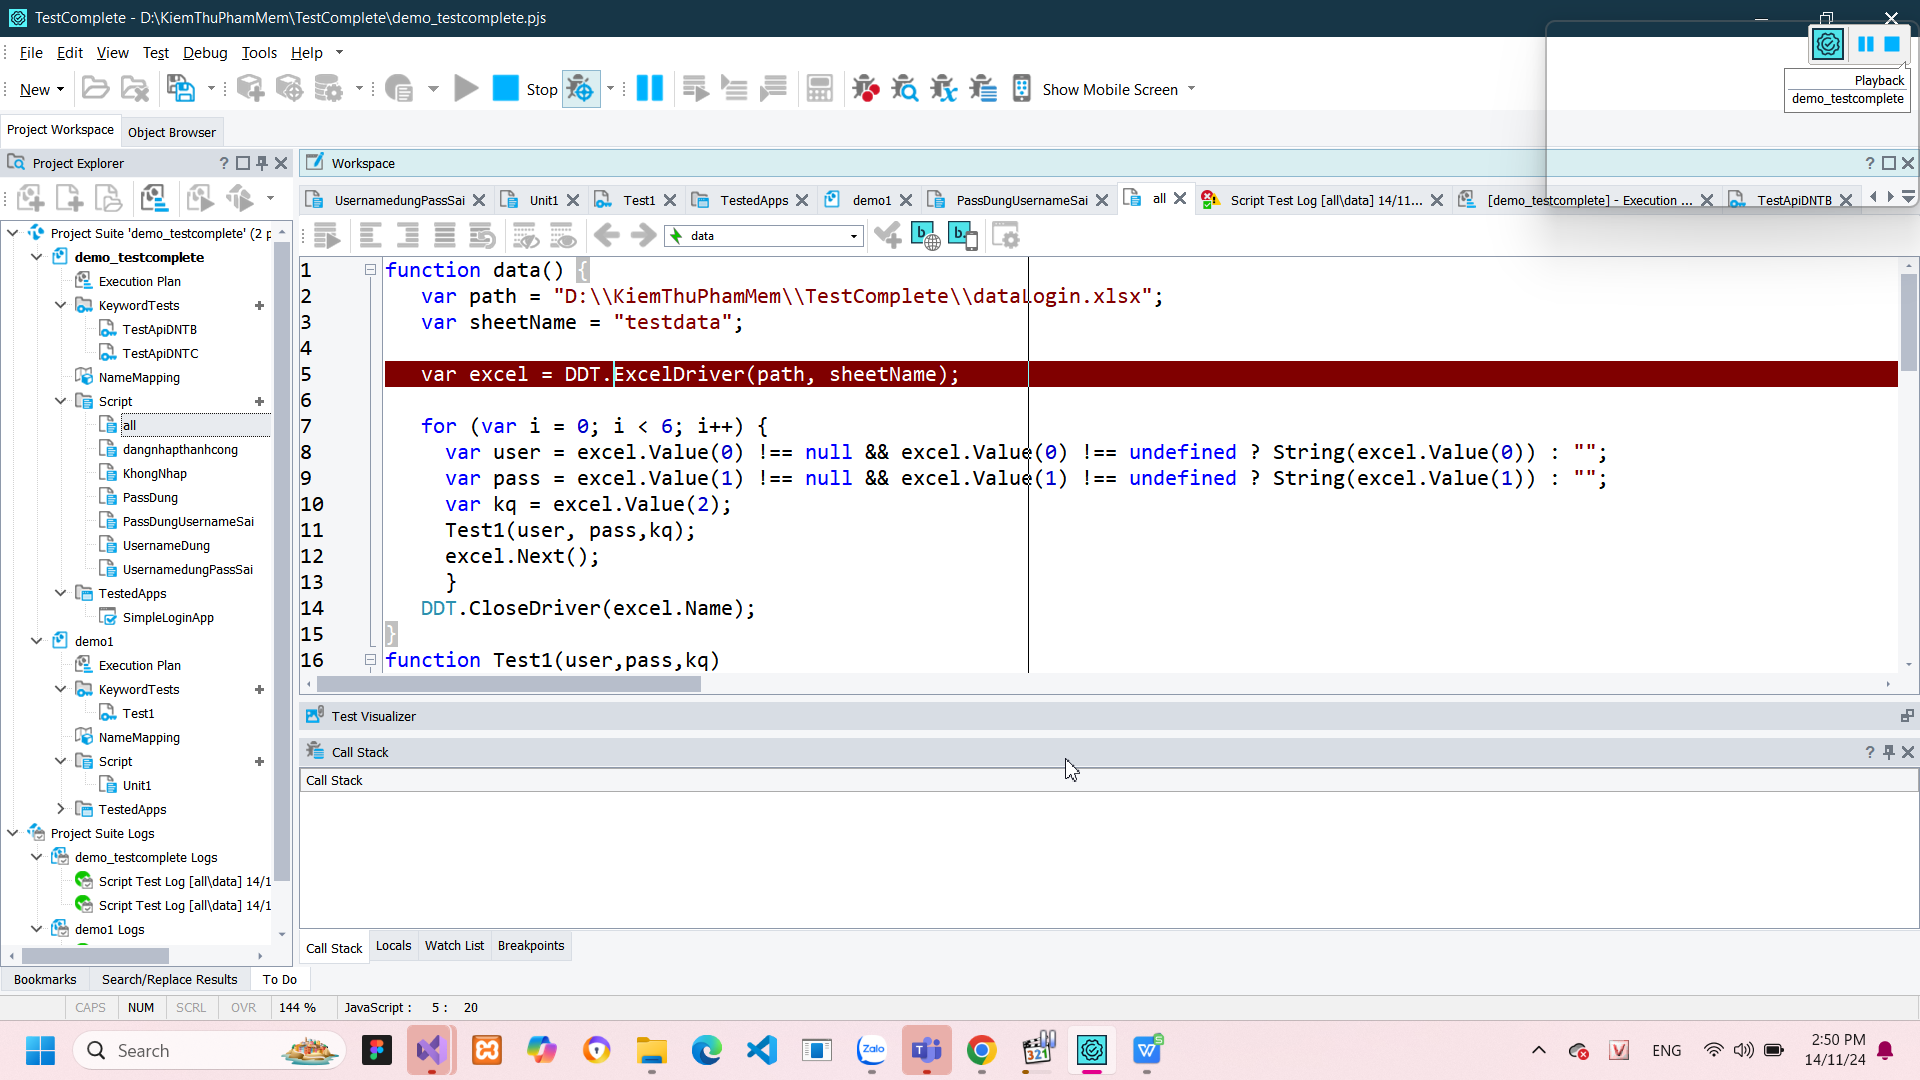 TestComplete - D:\KiemThuPhamMem\TestComplete\demo_testcomplete.pjs
File Edit View Test Debug Tools Help
New Stop Show Mobile Screen
Playback
demo_testcomplete
Project Workspace Object Browser
Project Explorer
Workspace
UsernamedungPassSai Unit1 Test1 TestedApps demo1 PassDungUsernameSai all Script Test Log [all\data] 14/11... [demo_testcomplete] - Execution ... TestApiDNTB
data
Project Suite 'demo_testcomplete' (2 p
demo_testcomplete
Execution Plan
KeywordTests
TestApiDNTB
TestApiDNTC
NameMapping
Script
all
dangnhapthanhcong
KhongNhap
PassDung
PassDungUsernameSai
UsernameDung
UsernamedungPassSai
TestedApps
SimpleLoginApp
demo1
Execution Plan
KeywordTests
Test1
NameMapping
Script
Unit1
TestedApps
Project Suite Logs
demo_testcomplete Logs
Script Test Log [all\data] 14/1
Script Test Log [all\data] 14/1
demo1 Logs
1 function data() {
2 var path = "D:\\KiemThuPhamMem\\TestComplete\\dataLogin.xlsx";
3 var sheetName = "testdata";
4
5 var excel = DDT.ExcelDriver(path, sheetName);
6
7 for (var i = 0; i < 6; i++) {
8 var user = excel.Value(0) !== null && excel.Value(0) !== undefined ? String(excel.Value(0)) : "";
9 var pass = excel.Value(1) !== null && excel.Value(1) !== undefined ? String(excel.Value(1)) : "";
10 var kq = excel.Value(2);
11 Test1(user, pass,kq);
12 excel.Next();
13 }
14 DDT.CloseDriver(excel.Name);
15 }
16 function Test1(user,pass,kq)
Test Visualizer
Call Stack
Call Stack
Call Stack Locals Watch List Breakpoints
Bookmarks Search/Replace Results To Do
CAPS NUM SCRL OVR 144 % JavaScript : 5 : 20
Search
Zalo
321
ENG
2:50 PM
14/11/24